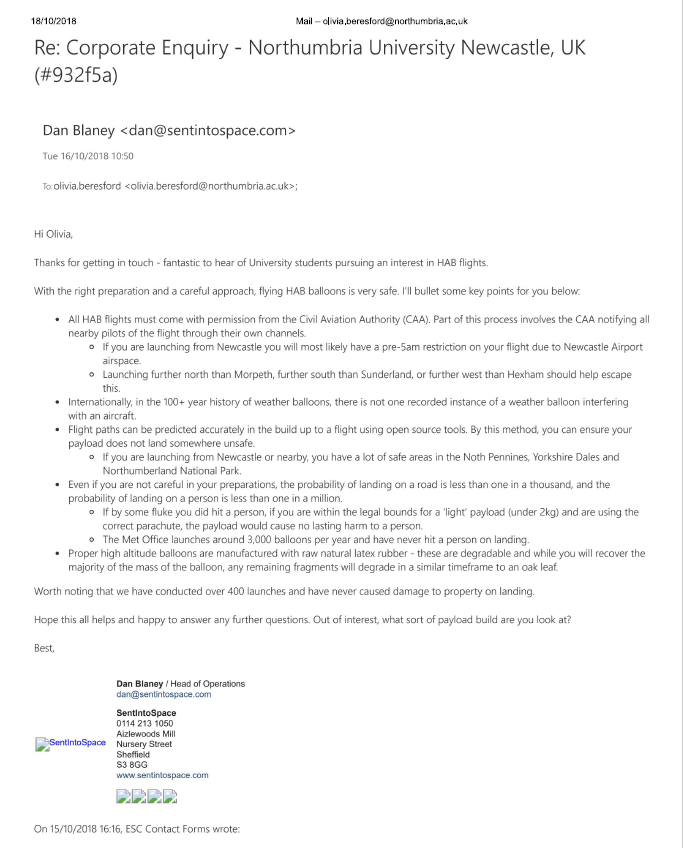 18/10/2018 Mail – olivia.beresford@northumbria.ac.uk
Re: Corporate Enquiry - Northumbria University Newcastle, UK
(#932f5a)
Dan Blaney <dan@sentintospace.com>
Tue 16/10/2018 10:50
To: olivia.beresford <olivia.beresford@northumbria.ac.uk>;
Hi Olivia,
Thanks for getting in touch - fantastic to hear of University students pursuing an interest in HAB flights.
With the right preparation and a careful approach, flying HAB balloons is very safe. I'll bullet some key points for you below:
• All HAB flights must come with permission from the Civil Aviation Authority (CAA). Part of this process involves the CAA notifying all
nearby pilots of the flight through their own channels.
o If you are launching from Newcastle you will most likely have a pre-5am restriction on your flight due to Newcastle Airport
airspace.
o Launching further north than Morpeth, further south than Sunderland, or further west than Hexham should help escape
this.
• Internationally, in the 100+ year history of weather balloons, there is not one recorded instance of a weather balloon interfering
with an aircraft.
• Flight paths can be predicted accurately in the build up to a flight using open source tools. By this method, you can ensure your
payload does not land somewhere unsafe.
o If you are launching from Newcastle or nearby, you have a lot of safe areas in the Noth Pennines, Yorkshire Dales and
Northumberland National Park.
• Even if you are not careful in your preparations, the probability of landing on a road is less than one in a thousand, and the
probability of landing on a person is less than one in a million.
o If by some fluke you did hit a person, if you are within the legal bounds for a 'light' payload (under 2kg) and are using the
correct parachute, the payload would cause no lasting harm to a person.
o The Met Office launches around 3,000 balloons per year and have never hit a person on landing.
• Proper high altitude balloons are manufactured with raw natural latex rubber - these are degradable and while you will recover the
majority of the mass of the balloon, any remaining fragments will degrade in a similar timeframe to an oak leaf.
Worth noting that we have conducted over 400 launches and have never caused damage to property on landing.
Hope this all helps and happy to answer any further questions. Out of interest, what sort of payload build are you look at?
Best,
Dan Blaney / Head of Operations
dan@sentintospace.com
SentIntoSpace
SentIntoSpace
0114 213 1050
Aizlewoods Mill
Nursery Street
Sheffield
S3 8GG
www.sentintospace.com
On 15/10/2018 16:16, ESC Contact Forms wrote: